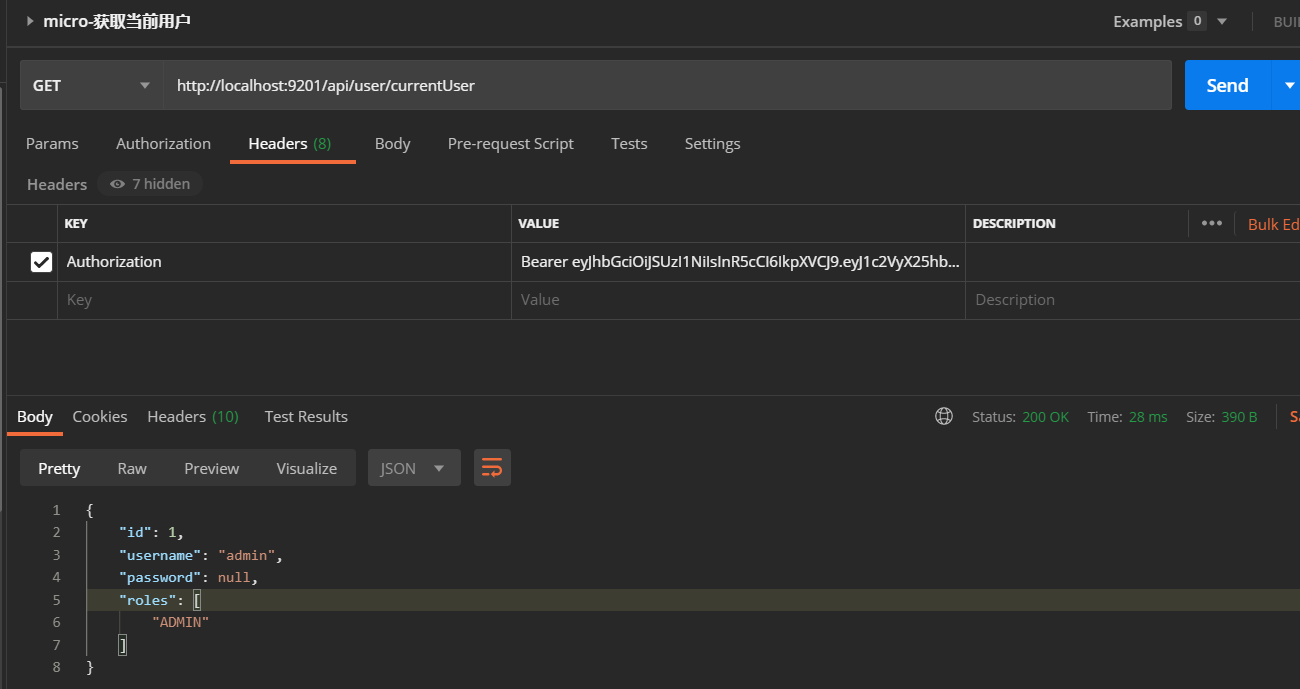 micro-获取当前用户
Examples 0
GET http://localhost:9201/api/user/currentUser Send
Params Authorization Headers (8) Body Pre-request Script Tests Settings
Headers 7 hidden
KEY VALUE DESCRIPTION ••• Bulk Ed
Authorization Bearer eyJhbGciOiJSUzI1NiIsInR5cCI6IkpXVCJ9.eyJ1c2VyX25hb...
Key Value Description
Body Cookies Headers (10) Test Results Status: 200 OK Time: 28 ms Size: 390 B
Pretty Raw Preview Visualize JSON
1 {
2 "id": 1,
3 "username": "admin",
4 "password": null,
5 "roles": [
6 "ADMIN"
7 ]
8 }